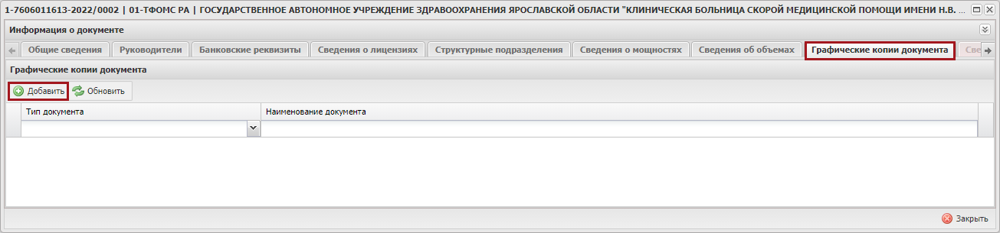 1-7606011613-2022/0002 | 01-ТФОМС РА | ГОСУДАРСТВЕННОЕ АВТОНОМНОЕ УЧРЕЖДЕНИЕ ЗДРАВООХРАНЕНИЯ ЯРОСЛАВСКОЙ ОБЛАСТИ "КЛИНИЧЕСКАЯ БОЛЬНИЦА СКОРОЙ МЕДИЦИНСКОЙ ПОМОЩИ ИМЕНИ Н.В. ...
Информация о документе
Общие сведения Руководители Банковские реквизиты Сведения о лицензиях Структурные подразделения Сведения о мощностях Сведения об объемах Графические копии документа Све
Графические копии документа
Добавить Обновить
Тип документа Наименование документа
Закрыть